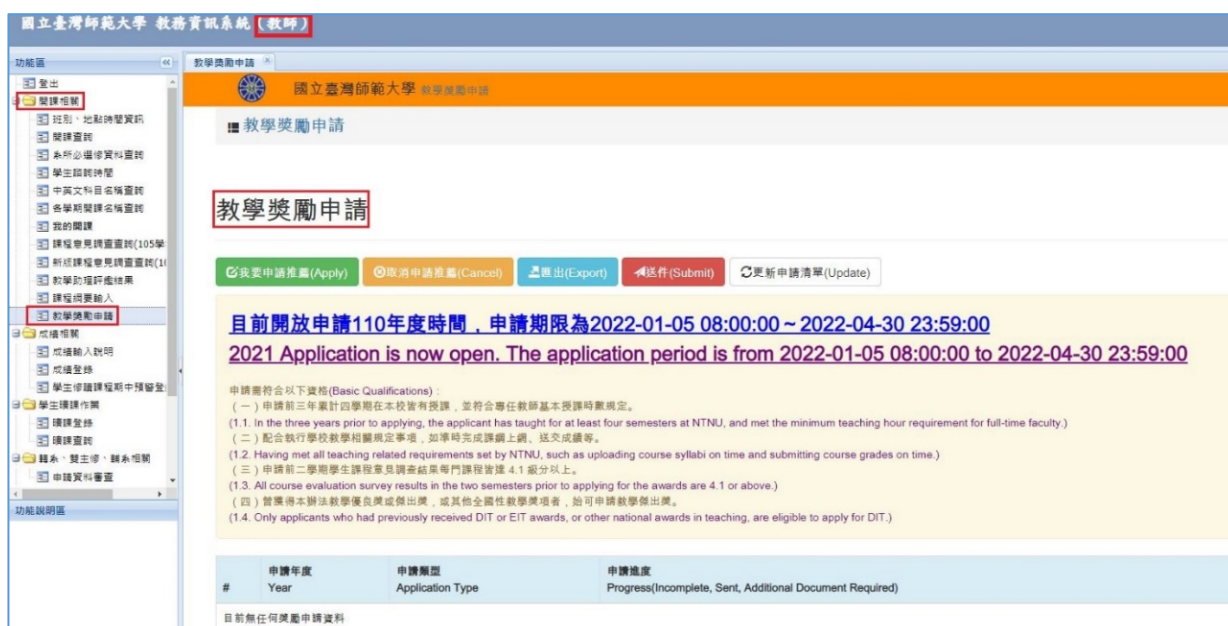 國立臺灣師範大學 教務資訊系統(教師)
功能區
登出
開課相關
班別、地點時間資訊
開課查詢
系所必選修資料查詢
學生諮詢時間
中英文科目名稱查詢
各學期開課名稱查詢
我的開課
課程意見調查查詢(105學
新版課程意見調查查詢(1(
教學助理評鑑結果
課程綱要輸入
教學獎勵申請
成績相關
成績輸入說明
成績登錄
學生修讀課程期中預警登
學生曠課作業
曠課登錄
曠課查詢
輔系、雙主修、轉系相關
申請資料審查
功能說明區
教學獎勵申請
國立臺灣師範大學 教學獎勵申請
教學獎勵申請
教學獎勵申請
我要申請推薦(Apply) 取消申請推薦(Cancel) 匯出(Export) 送件(Submit) 更新申請清單(Update)
目前開放申請110年度時間,申請期限為2022-01-05 08:00:00 ~ 2022-04-30 23:59:00
2021 Application is now open. The application period is from 2022-01-05 08:00:00 to 2022-04-30 23:59:00
申請需符合以下資格(Basic Qualifications):
(一)申請前三年累計四學期在本校皆有授課,並符合專任教師基本授課時數規定。
(1.1. In the three years prior to applying, the applicant has taught for at least four semesters at NTNU, and met the minimum teaching hour requirement for full-time faculty.)
(二)配合執行學校教學相關規定事項,如準時完成課綱上網、送交成績等。
(1.2. Having met all teaching related requirements set by NTNU, such as uploading course syllabi on time and submitting course grades on time.)
(三)申請前二學期學生課程意見調查結果每門課程皆達 4.1 級分以上。
(1.3. All course evaluation survey results in the two semesters prior to applying for the awards are 4.1 or above.)
(四)曾獲得本辦法教學優良獎或傑出獎,或其他全國性教學獎項者,始可申請教學傑出獎。
(1.4. Only applicants who had previously received DIT or EIT awards, or other national awards in teaching, are eligible to apply for DIT.)
申請年度 申請類型 申請進度
# Year Application Type Progress(Incomplete, Sent, Additional Document Required)
目前無任何獎勵申請資料